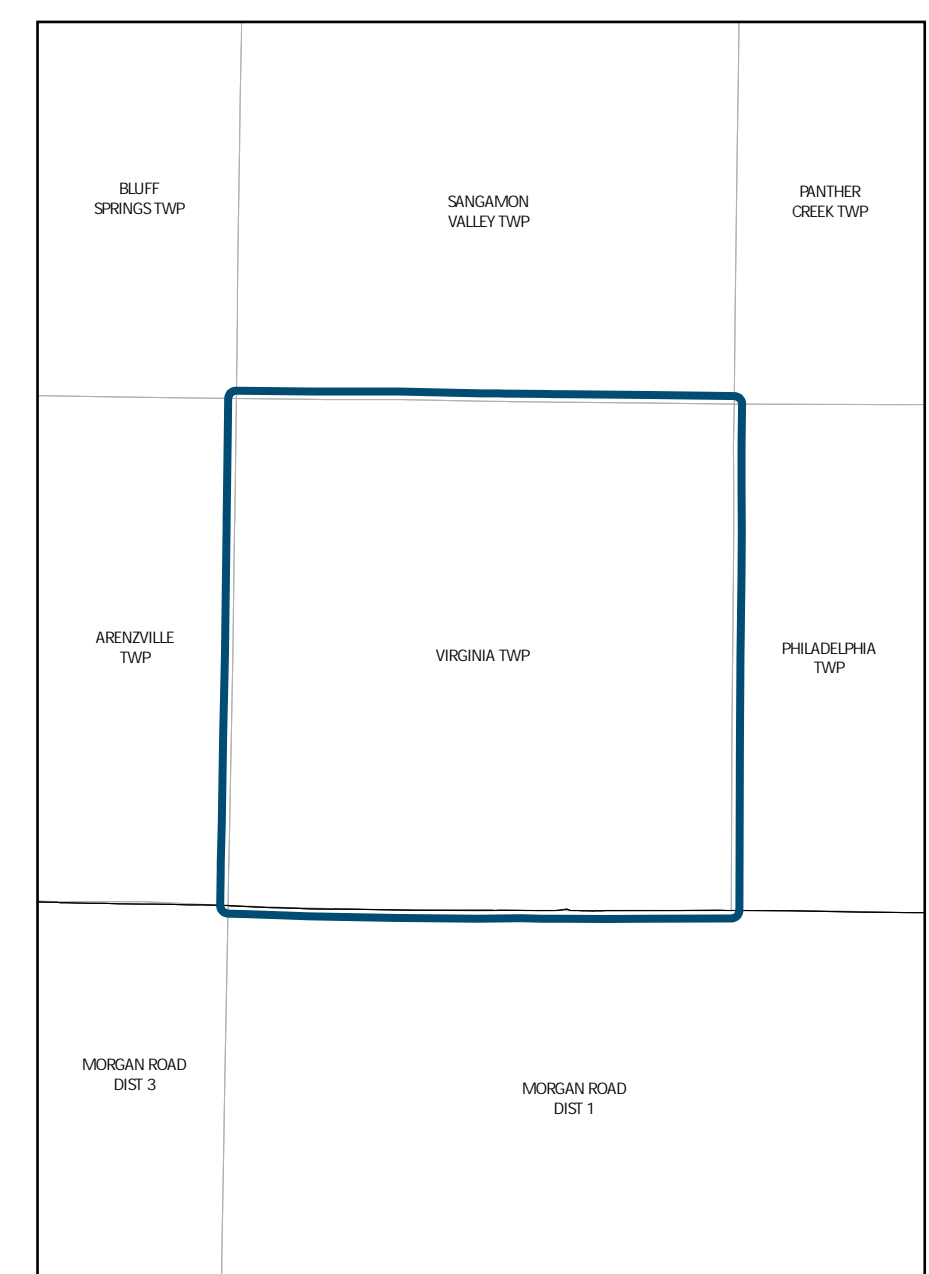 BLUFF
SPRINGS TWP
SANGAMON
VALLEY TWP
PANTHER
CREEK TWP
ARENZVILLE
TWP
VIRGINIA TWP
PHILADELPHIA
TWP
MORGAN ROAD
DIST 3
MORGAN ROAD
DIST 1